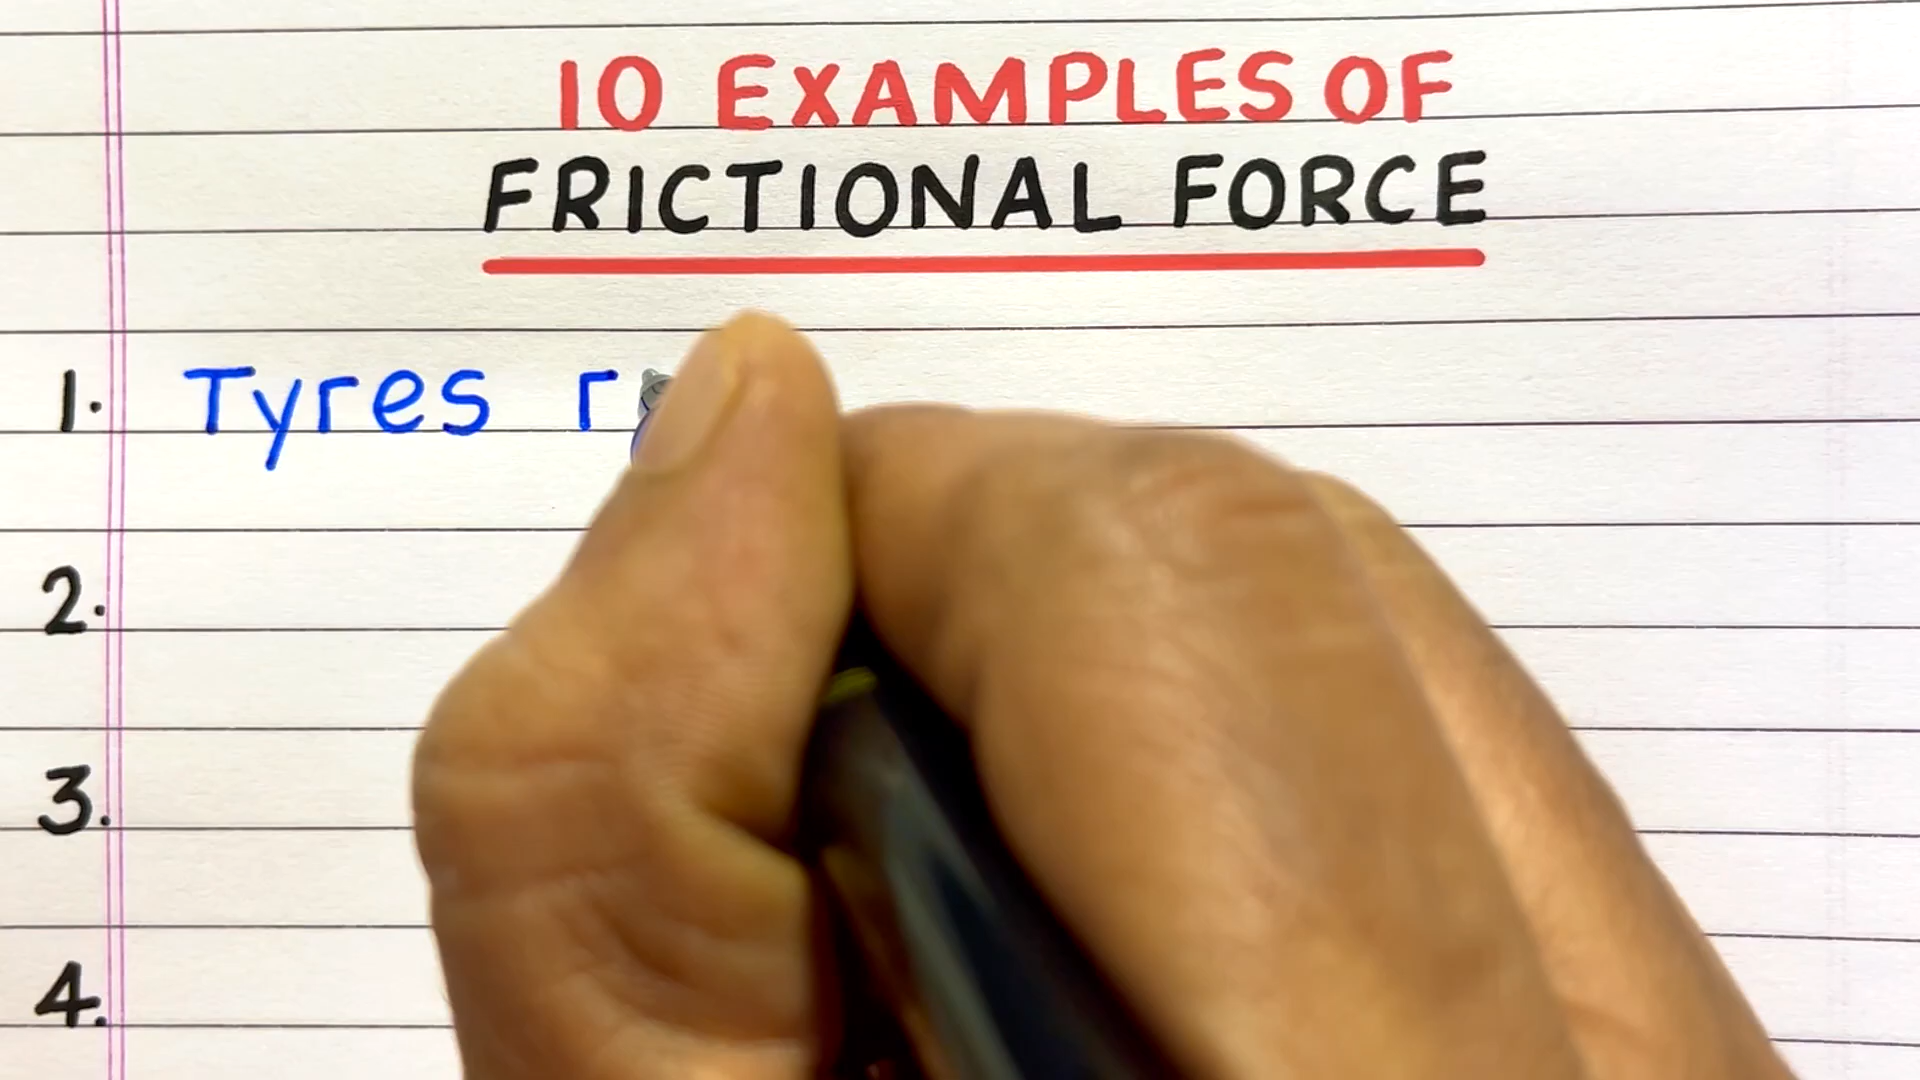 10 EXAMPLES OF
FRICTIONAL FORCE
1. Tyres r
2.
3.
4.